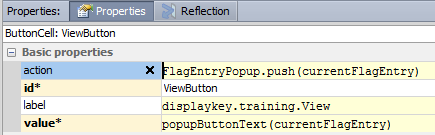 Properties: Properties Reflection
ButtonCell: ViewButton
Basic properties
action FlagEntryPopup.push(currentFlagEntry)
id* ViewButton
label displaykey.training.View
value* popupButtonText(currentFlagEntry)